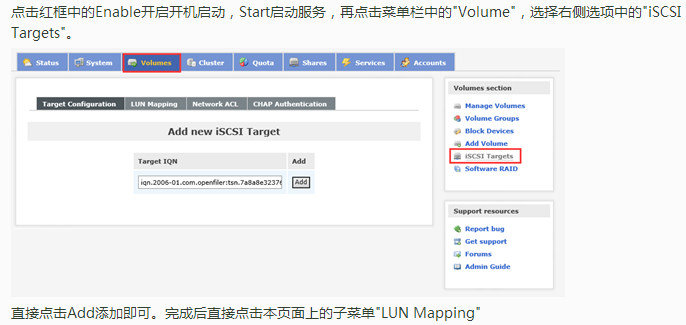 点击红框中的Enable开启开机启动，Start启动服务，再点击菜单栏中的"Volume"，选择右侧选项中的"iSCSI
Targets"。
Status System Volumes Cluster Quota Shares Services Accounts
Target Configuration LUN Mapping Network ACL CHAP Authentication
Add new iSCSI Target
Target IQN Add
iqn.2006-01.com.openfiler:tsn.7a8a8e32376 Add
Volumes section
Manage Volumes
Volume Groups
Block Devices
Add Volume
iSCSI Targets
Software RAID
Support resources
Report bug
Get support
Forums
Admin Guide
直接点击Add添加即可。完成后直接点击本页面上的子菜单"LUN Mapping"